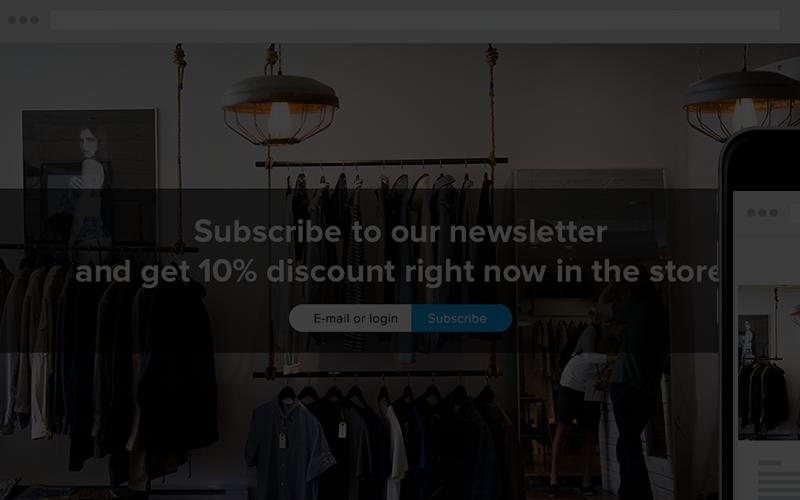 Subscribe to our newsletter
and get 10% discount right now in the store
E-mail or login
Subscribe